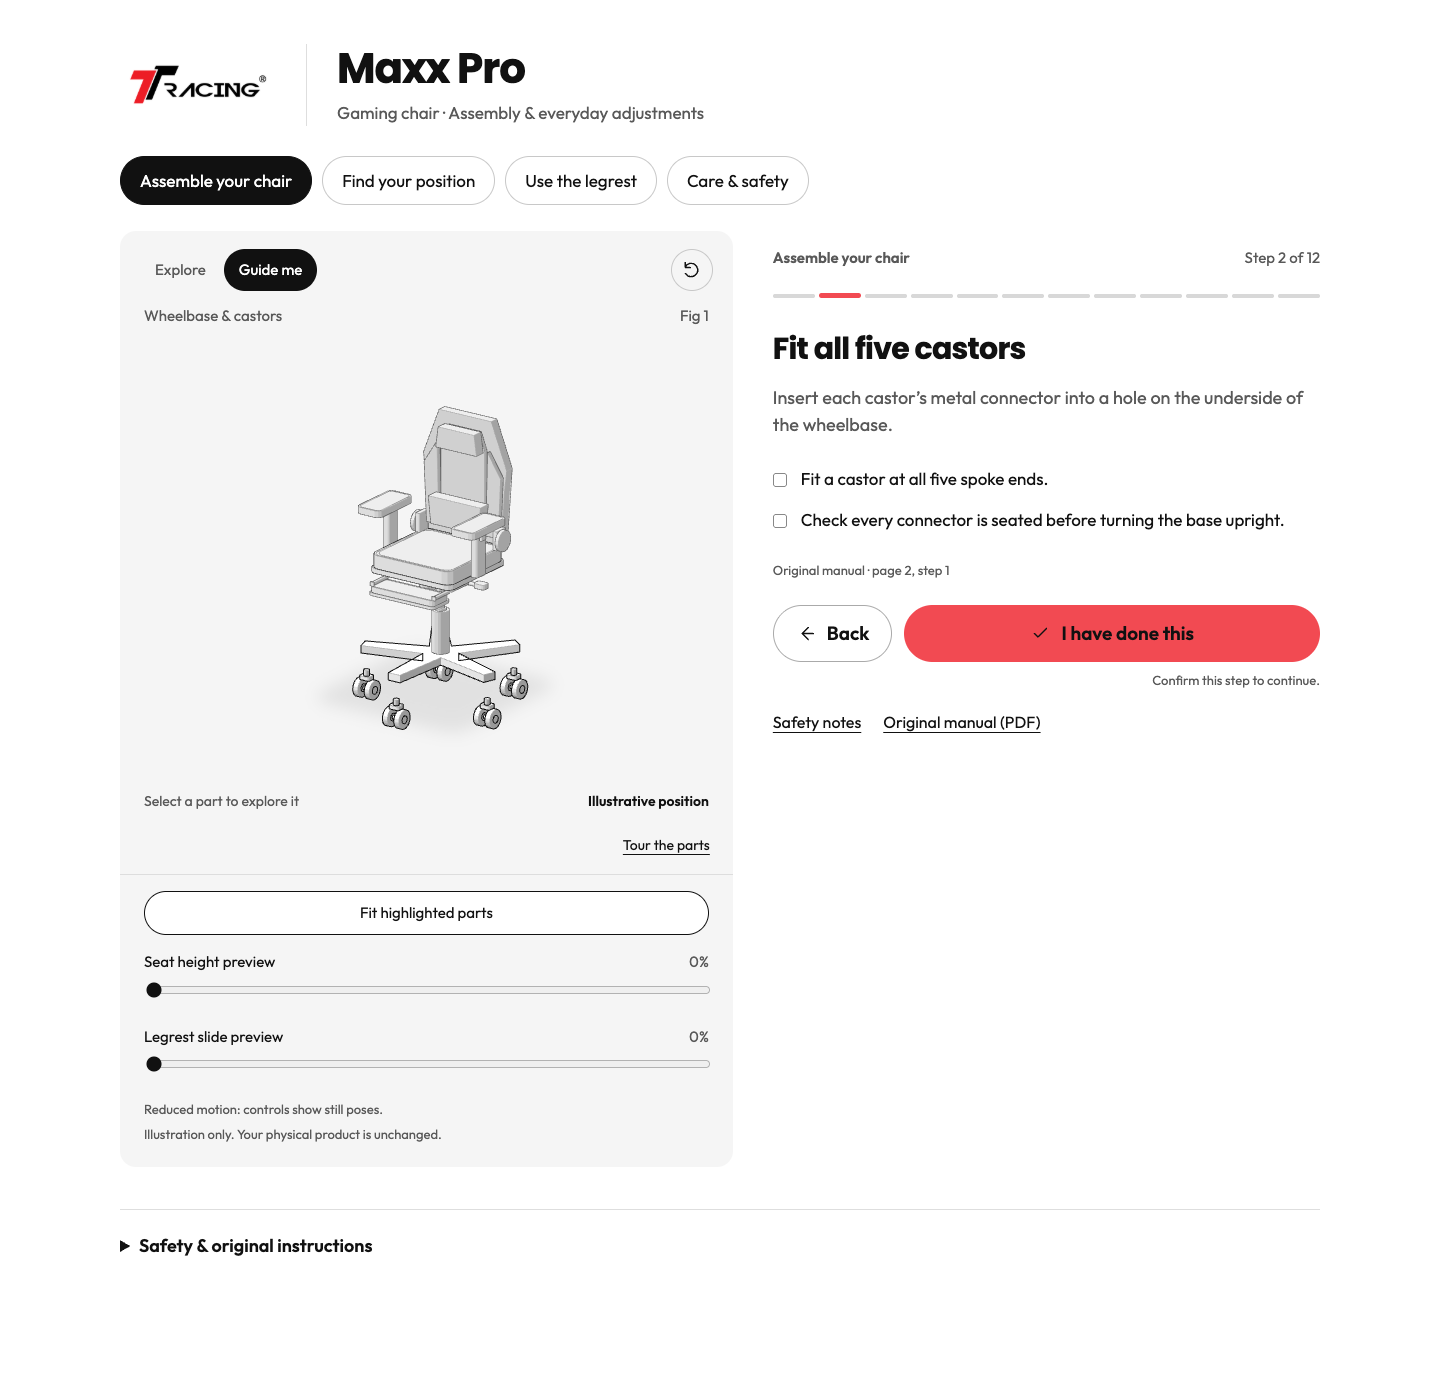 TTRACING®
Maxx Pro
Gaming chair · Assembly & everyday adjustments
Assemble your chair
Find your position
Use the legrest
Care & safety
Explore
Guide me
Wheelbase & castors
Fig 1
Select a part to explore it
Illustrative position
Tour the parts
Fit highlighted parts
Seat height preview
0%
Legrest slide preview
0%
Reduced motion: controls show still poses.
Illustration only. Your physical product is unchanged.
Assemble your chair
Step 2 of 12
Fit all five castors
Insert each castor’s metal connector into a hole on the underside of
the wheelbase.
Fit a castor at all five spoke ends.
Check every connector is seated before turning the base upright.
Original manual · page 2, step 1
Back
I have done this
Confirm this step to continue.
Safety notes
Original manual (PDF)
Safety & original instructions